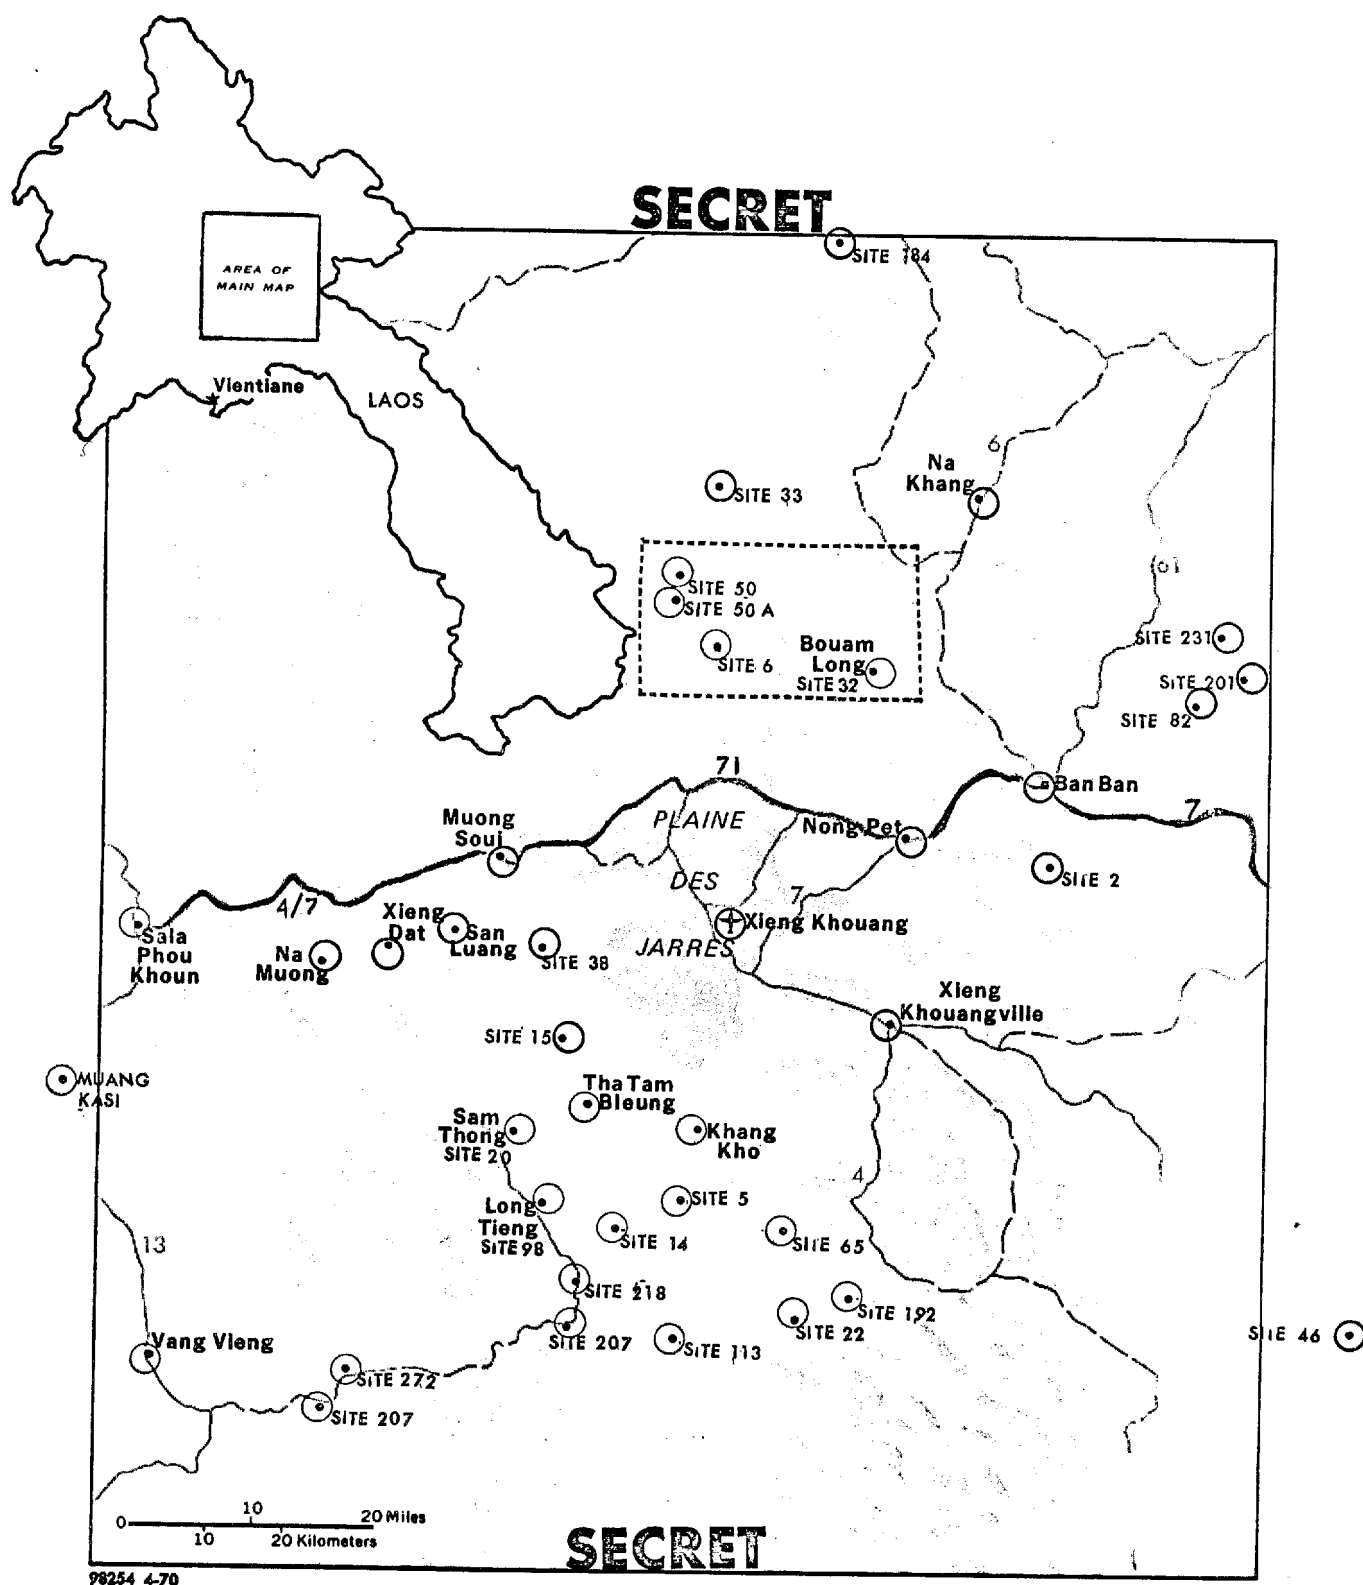 SECRET
SITE 184
AREA OF
MAIN MAP
Vientiane
LAOS
6
Na
Khang
SITE 33
61
SITE 50
SITE 50A
SITE 6
Bouam
Long
SITE 32
SITE 231
SITE 201
SITE 82
71
Ban Ban
7
Muong
Soui
PLAINE
Nong Pet
SITE 2
DES
7
4/7
Xieng
Dat
San
Luang
Xieng Khouang
Sala
Phou
Khoun
Na
Muong
SITE 38
JARRES
Xieng
Khouangville
SITE 15
MUANG
KASI
Tha Tam
Bleung
Sam
Thong
SITE 20
Khang
Kho
4
SITE 5
Long
Tieng
SITE 98
SITE 14
SITE 65
13
SITE 218
SITE 192
SITE 22
SITE 207
SITE 113
SITE 46
Vang Vieng
SITE 272
SITE 207
10
20 Miles
0
10
20 Kilometers
SECRET
98254 4-70